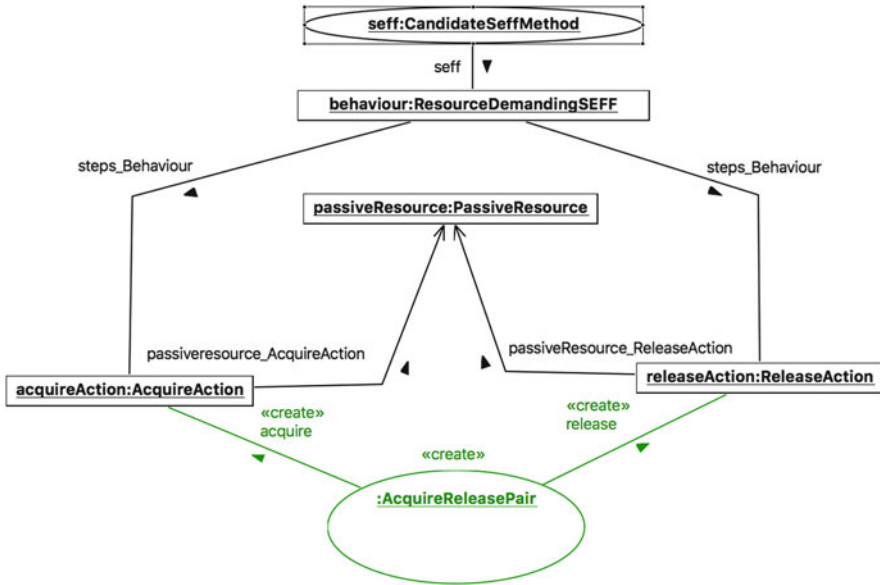 seff:CandidateSeffMethod
seff
behaviour:ResourceDemandingSEFF
steps_Behaviour
steps_Behaviour
passiveResource:PassiveResource
passiveresource_AcquireAction
passiveResource_ReleaseAction
acquireAction:AcquireAction
releaseAction:ReleaseAction
«create»
acquire
«create»
release
«create»
:AcquireReleasePair